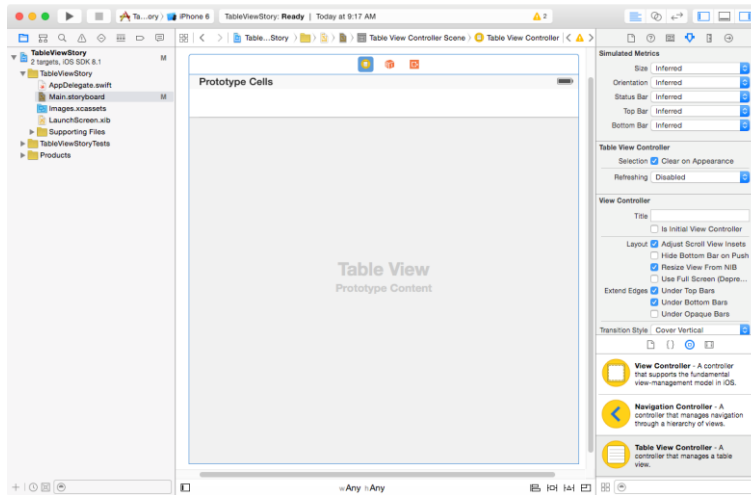 Ta...ory
iPhone 6
TableViewStory: Ready | Today at 9:17 AM
2
TableViewStory
2 targets, iOS SDK 8.1
M
TableViewStory
AppDelegate.swift
Main.storyboard
M
Images.xcassets
LaunchScreen.xib
Supporting Files
TableViewStoryTests
Products
Table...Story
Table View Controller Scene
Table View Controller
Prototype Cells
Table View
Prototype Content
wAny hAny
Simulated Metrics
Size Inferred
Orientation Inferred
Status Bar Inferred
Top Bar Inferred
Bottom Bar Inferred
Table View Controller
Selection Clear on Appearance
Refreshing Disabled
View Controller
Title
Is Initial View Controller
Layout Adjust Scroll View Insets
Hide Bottom Bar on Push
Resize View From NIB
Use Full Screen (Depre...
Extend Edges Under Top Bars
Under Bottom Bars
Under Opaque Bars
Transition Style Cover Vertical
View Controller - A controller
that supports the fundamental
view-management model in iOS.
Navigation Controller - A
controller that manages navigation
through a hierarchy of views.
Table View Controller - A
controller that manages a table
view.